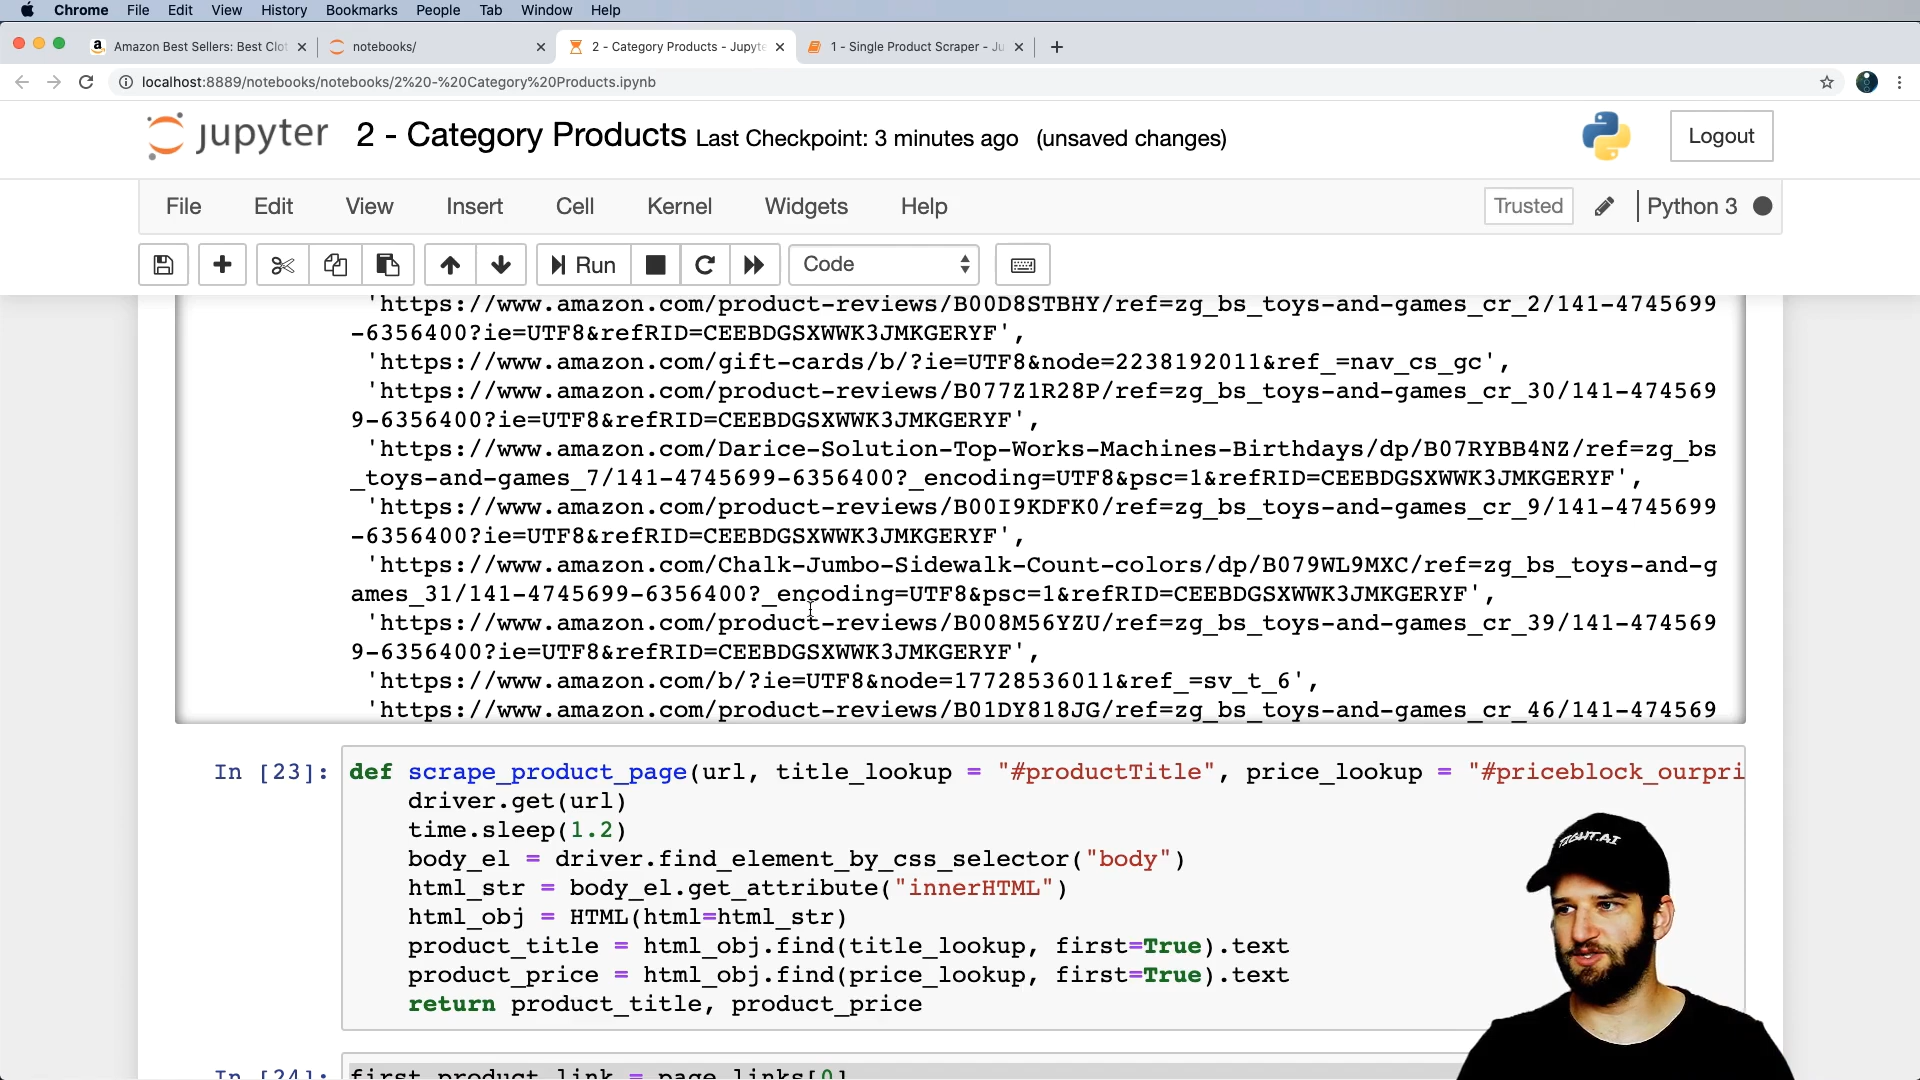 Chrome File Edit View History Bookmarks People Tab Window Help
Amazon Best Sellers: Best Clot
notebooks/
2 - Category Products - Jupyte
1 - Single Product Scraper - Ju
localhost:8889/notebooks/notebooks/2%20-%20Category%20Products.ipynb
jupyter 2 - Category Products Last Checkpoint: 3 minutes ago (unsaved changes)
Logout
File Edit View Insert Cell Kernel Widgets Help
Trusted
Python 3
Run
Code
'https://www.amazon.com/product-reviews/B00D8STBHY/ref=zg_bs_toys-and-games_cr_2/141-4745699
-6356400?ie=UTF8&refRID=CEEBDGSXWWK3JMKGERYF',
'https://www.amazon.com/gift-cards/b/?ie=UTF8&node=2238192011&ref_=nav_cs_gc',
'https://www.amazon.com/product-reviews/B077Z1R28P/ref=zg_bs_toys-and-games_cr_30/141-474569
9-6356400?ie=UTF8&refRID=CEEBDGSXWWK3JMKGERYF',
'https://www.amazon.com/Darice-Solution-Top-Works-Machines-Birthdays/dp/B07RYBB4NZ/ref=zg_bs
_toys-and-games_7/141-4745699-6356400?_encoding=UTF8&psc=1&refRID=CEEBDGSXWWK3JMKGERYF',
'https://www.amazon.com/product-reviews/B00I9KDFK0/ref=zg_bs_toys-and-games_cr_9/141-4745699
-6356400?ie=UTF8&refRID=CEEBDGSXWWK3JMKGERYF',
'https://www.amazon.com/Chalk-Jumbo-Sidewalk-Count-colors/dp/B079WL9MXC/ref=zg_bs_toys-and-g
ames_31/141-4745699-6356400?_encoding=UTF8&psc=1&refRID=CEEBDGSXWWK3JMKGERYF',
'https://www.amazon.com/product-reviews/B008M56YZU/ref=zg_bs_toys-and-games_cr_39/141-474569
9-6356400?ie=UTF8&refRID=CEEBDGSXWWK3JMKGERYF',
'https://www.amazon.com/b/?ie=UTF8&node=17728536011&ref_=sv_t_6',
'https://www.amazon.com/product-reviews/B01DY818JG/ref=zg_bs_toys-and-games_cr_46/141-474569
In [23]: def scrape_product_page(url, title_lookup = "#productTitle", price_lookup = "#priceblock_ourpri
driver.get(url)
time.sleep(1.2)
body_el = driver.find_element_by_css_selector("body")
html_str = body_el.get_attribute("innerHTML")
html_obj = HTML(html=html_str)
product_title = html_obj.find(title_lookup, first=True).text
product_price = html_obj.find(price_lookup, first=True).text
return product_title, product_price
In [24]: first_product_link = page_links[0]